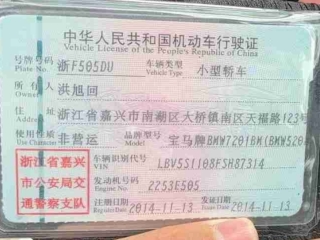 中华人民共和国机动车行驶证
Vehicle License of the People's Republic of China
号牌号码 浙F505DU 车辆类型 小型轿车
Plate No. Vehicle Type
所有人 洪旭回
Owner
住址 浙江省嘉兴市南湖区大桥镇南区天福路123号
使用性质 非营运 品牌型号 宝马牌BMW7201BM(BMW520
Use Character
浙江省嘉兴市公安局交通警察支队
车辆识别代号 LBV5S1108FSH87314
VIN
发动机号码 2253E505
Engine No.
注册日期 2014-11-13 发证日期 2014-11-13
Register Date Issue Date